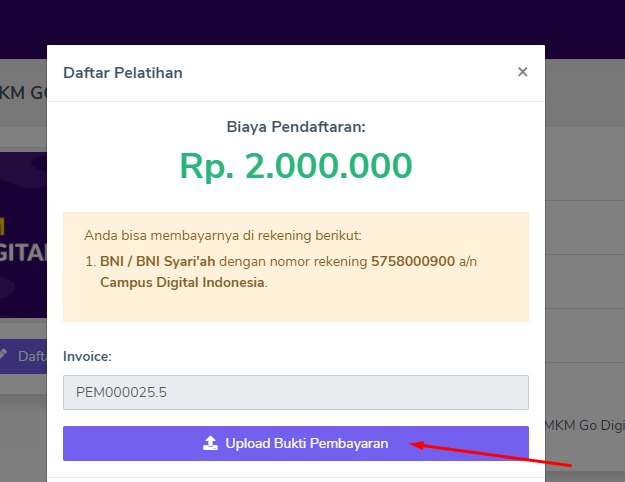 Daftar Pelatihan
×
KM GO
Biaya Pendaftaran:
Rp. 2.000.000
Anda bisa membayarnya di rekening berikut:
1. BNI / BNI Syari'ah dengan nomor rekening 5758000900 a/n
Campus Digital Indonesia.
Invoice:
Dafta
PEM000025.5
MKM Go Digi
Upload Bukti Pembayaran